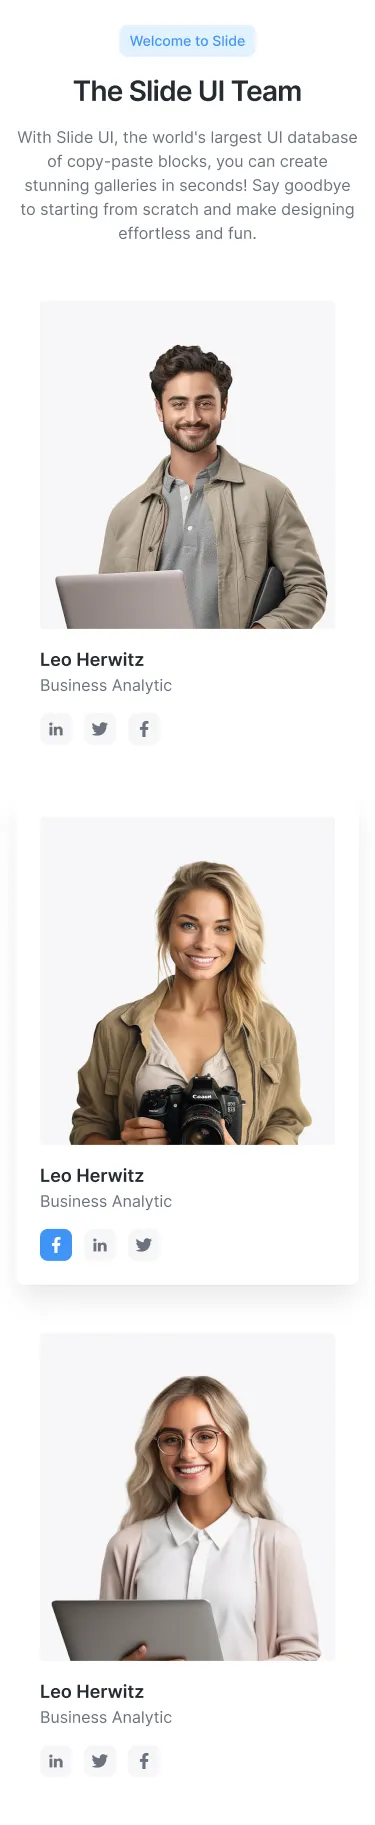 Welcome to Slide
The Slide UI Team
With Slide UI, the world's largest UI database
of copy-paste blocks, you can create
stunning galleries in seconds! Say goodbye
to starting from scratch and make designing
effortless and fun.
Leo Herwitz
Business Analytic
in f
Leo Herwitz
Business Analytic
f in
Leo Herwitz
Business Analytic
in f